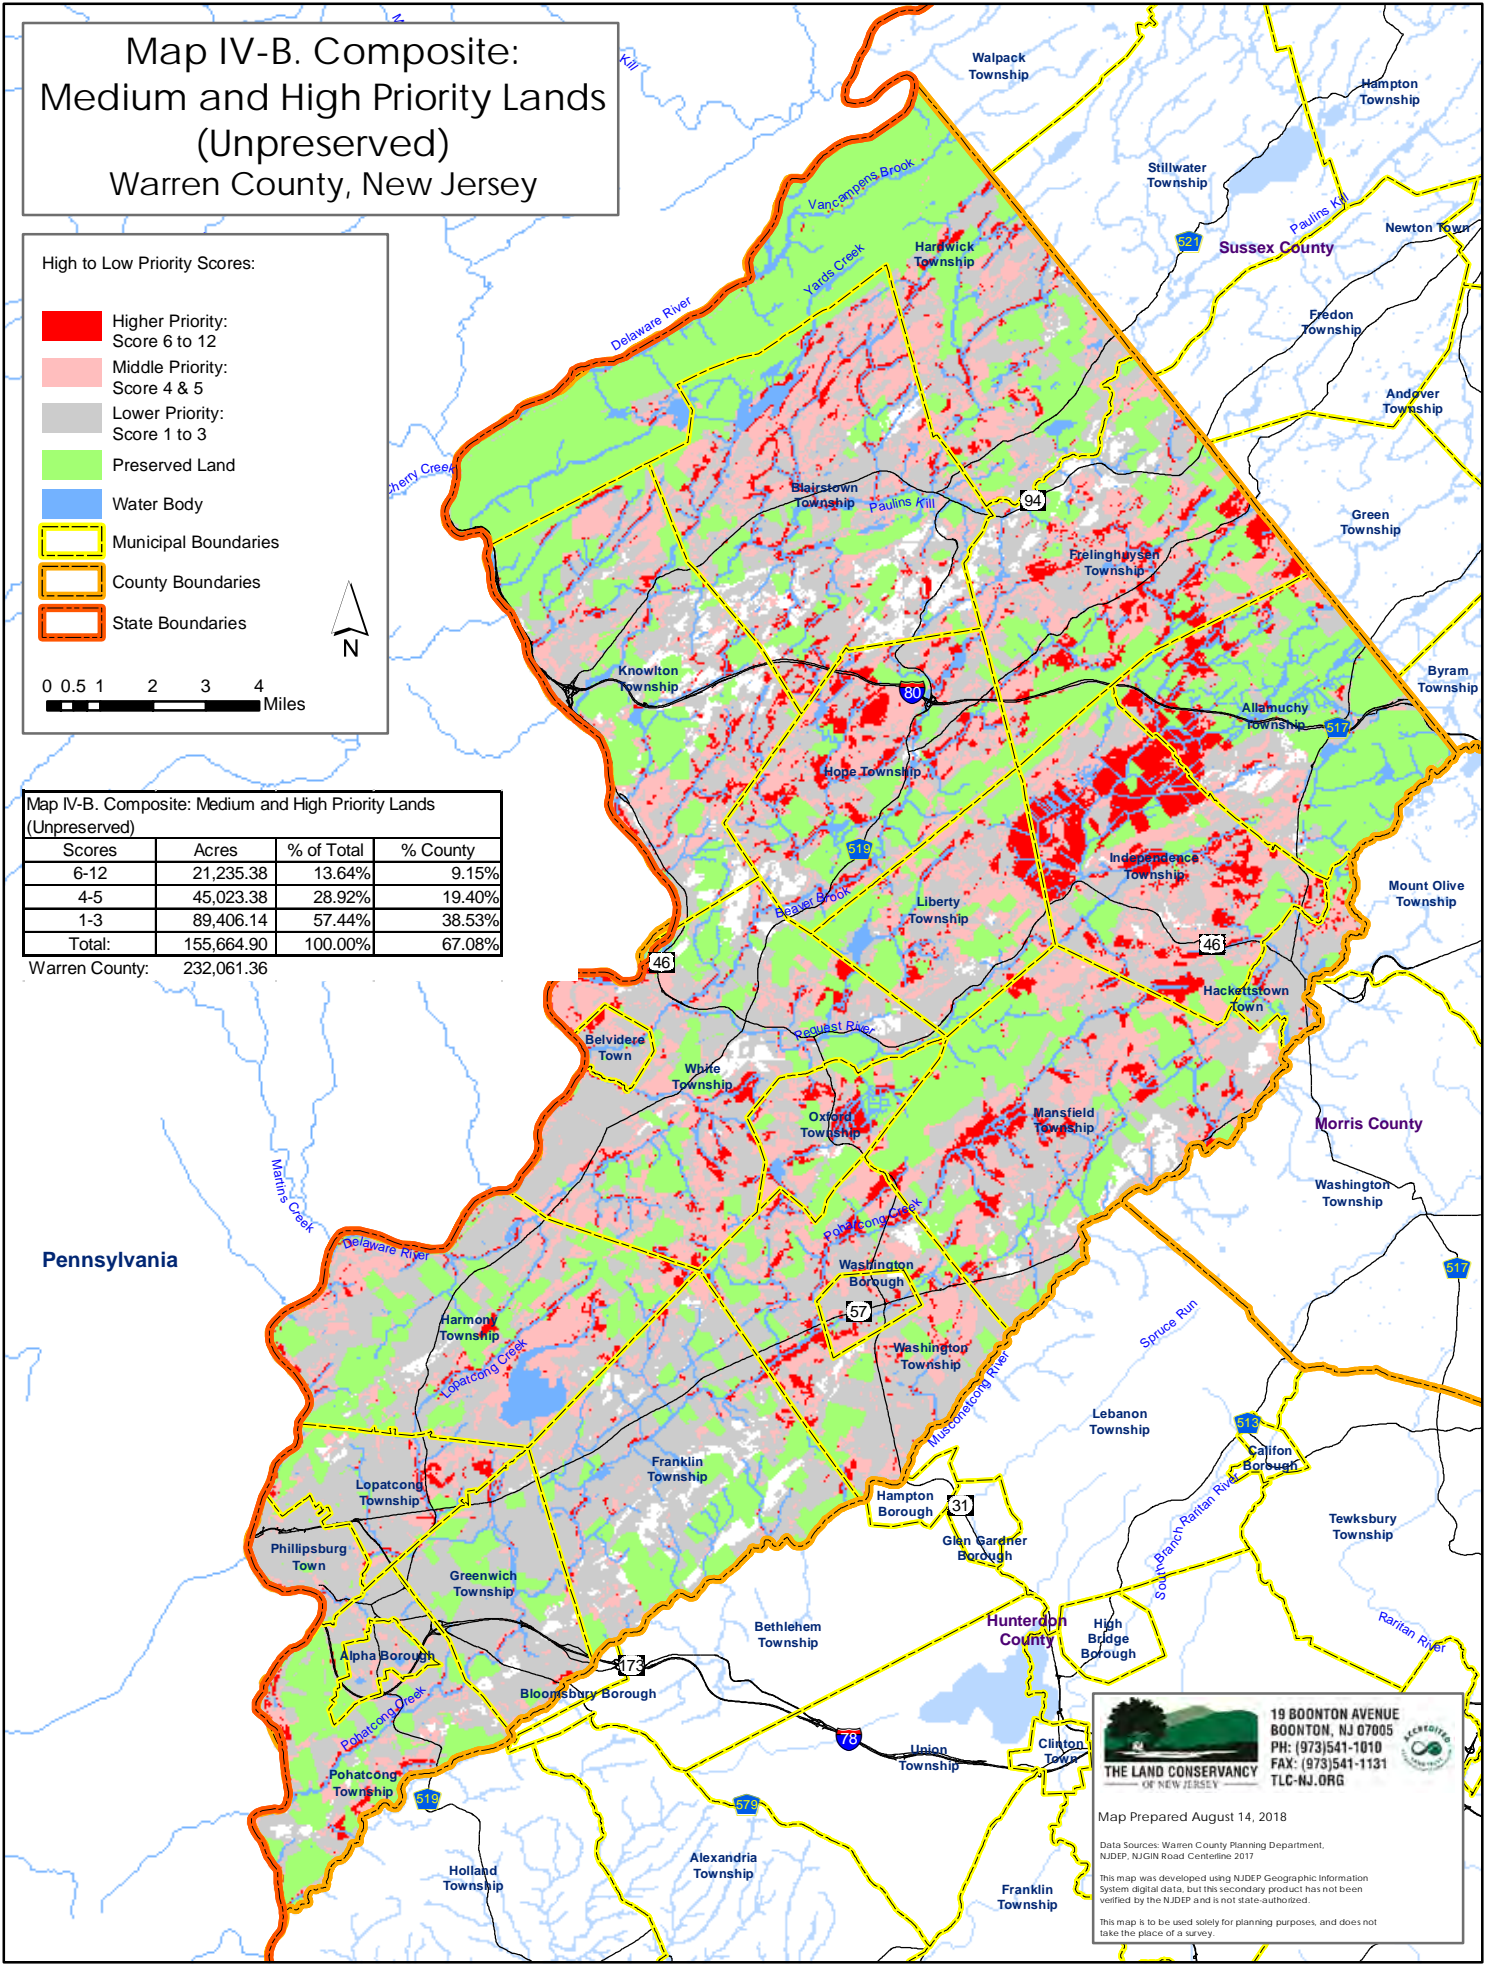 Map IV-B. Composite:
Medium and High Priority Lands
(Unpreserved)
Warren County, New Jersey
High to Low Priority Scores:
Higher Priority:
Score 6 to 12
Middle Priority:
Score 4 & 5
Lower Priority:
Score 1 to 3
Preserved Land
Water Body
Municipal Boundaries
County Boundaries
State Boundaries
N
0 0.5 1 2 3 4
Miles
Map IV-B. Composite: Medium and High Priority Lands
(Unpreserved)
Scores Acres % of Total % County
6-12 21,235.38 13.64% 9.15%
4-5 45,023.38 28.92% 19.40%
1-3 89,406.14 57.44% 38.53%
Total: 155,664.90 100.00% 67.08%
Warren County: 232,061.36
Kill
Walpack
Township
Hampton
Township
Stillwater
Township
Vancampens Brook
Paulins Kill
Newton Town
521
Sussex County
Hardwick
Township
Yards Creek
Delaware River
Fredon
Township
Andover
Township
Cherry Creek
Blairstown
Township
Paulins Kill
94
Green
Township
Frelinghuysen
Township
Knowlton
Township
80
Byram
Township
Allamuchy
Township
517
Hope Township
519
Independence
Township
Mount Olive
Township
Beaver Brook
Liberty
Township
46
46
Hackettstown
Town
Request River
Belvidere
Town
White
Township
Oxford
Township
Mansfield
Township
Morris County
Martins Creek
Washington
Township
Pohatcong Creek
Pennsylvania
Delaware River
Washington
Borough
517
57
Harmony
Township
Spruce Run
Washington
Township
Lopatcong Creek
Musconetcong River
Lebanon
Township
513
Califon
Borough
Franklin
Township
Lopatcong
Township
Hampton
Borough
31
South Branch Raritan River
Tewksbury
Township
Glen Gardner
Borough
Phillipsburg
Town
Greenwich
Township
Bethlehem
Township
Hunterdon
County
High
Bridge
Borough
Raritan River
Alpha Borough
173
Bloomsbury Borough
Pohatcong Creek
78
Union
Township
Clinton
Town
Pohatcong
Township
519
579
Holland
Township
Alexandria
Township
Franklin
Township
THE LAND CONSERVANCY
OF NEW JERSEY
19 BOONTON AVENUE
BOONTON, NJ 07005
PH: (973)541-1010
FAX: (973)541-1131
TLC-NJ.ORG
ACCREDITED
Map Prepared August 14, 2018
Data Sources: Warren County Planning Department,
NJDEP, NJGIN Road Centerline 2017
This map was developed using NJDEP Geographic Information
System digital data, but this secondary product has not been
verified by the NJDEP and is not state-authorized.
This map is to be used solely for planning purposes, and does not
take the place of a survey.